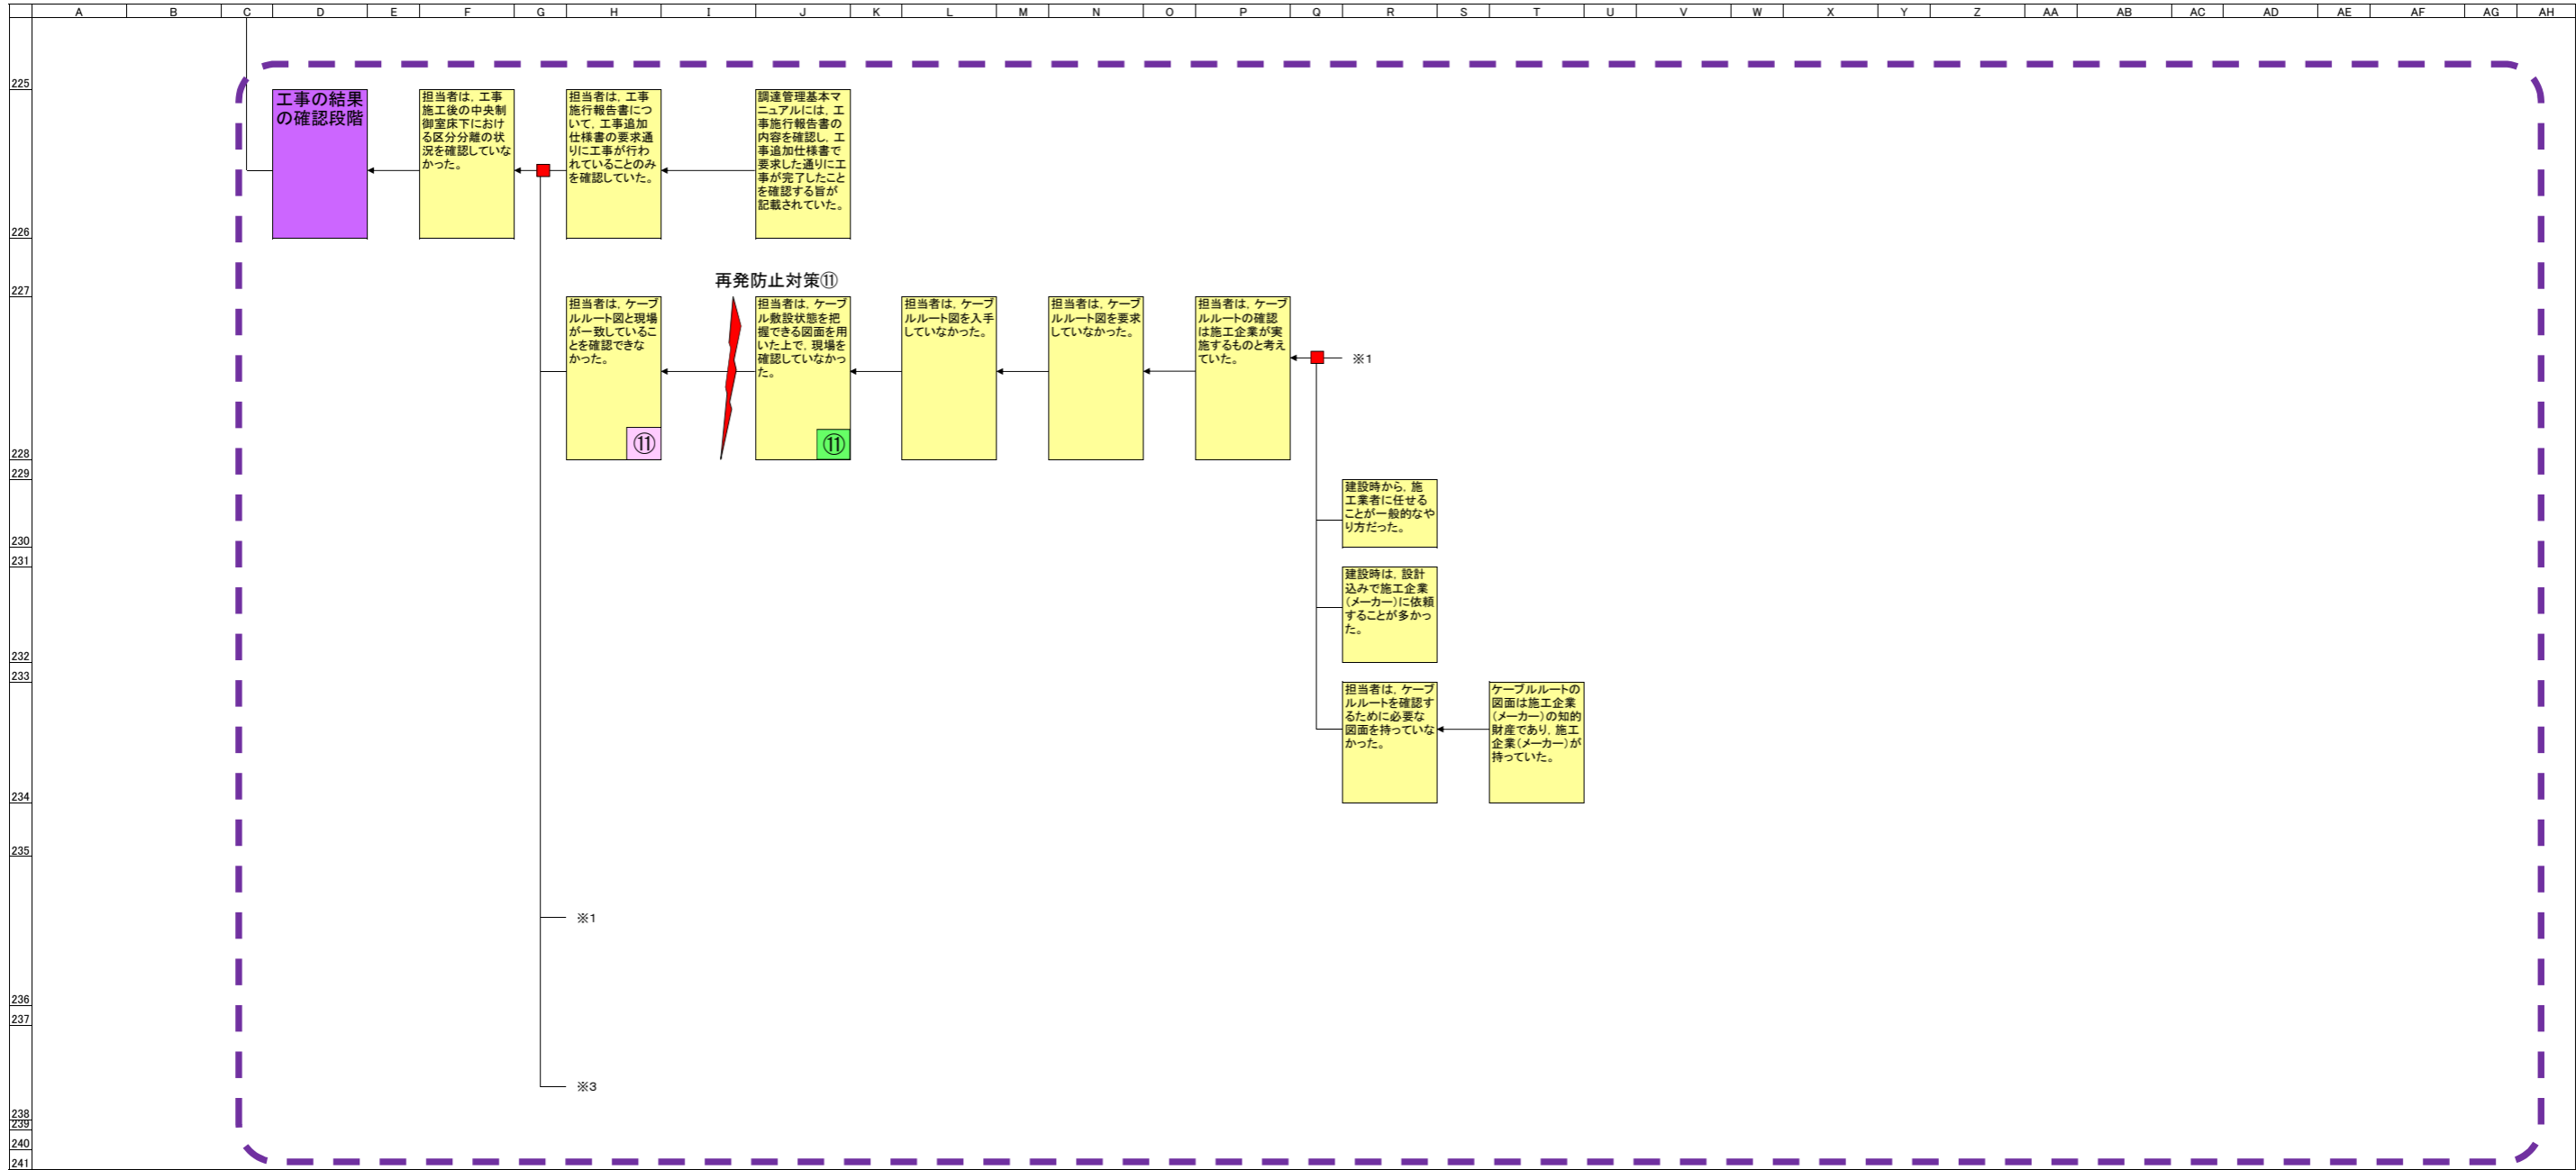 A B C D E F G H I J K L M N O P Q R S T U V W X Y Z AA AB AC AD AE AF AG AH
225
工事の結果
の確認段階
担当者は，工事
施工後の中央制
御室床下におけ
る区分分離の状
況を確認していな
かった。
担当者は，工事
施行報告書につ
いて，工事追加
仕様書の要求通
りに工事が行わ
れていることのみ
を確認していた。
調達管理基本マ
ニュアルには，工
事施行報告書の
内容を確認し，工
事追加仕様書で
要求した通りに工
事が完了したこと
を確認する旨が
記載されていた。
226
再発防止対策⑪
227
担当者は，ケーブ
ルルート図と現場
が一致しているこ
とを確認できな
かった。
⑪
担当者は，ケーブ
ル敷設状態を把
握できる図面を用
いた上で，現場を
確認していなかっ
た。
⑪
担当者は，ケーブ
ルルート図を入手
していなかった。
担当者は，ケーブ
ルルート図を要求
していなかった。
担当者は，ケーブ
ルルートの確認
は施工企業が実
施するものと考え
ていた。
※1
228
229
建設時から，施
工業者に任せる
ことが一般的なや
り方だった。
230
231
建設時は，設計
込みで施工企業
（メーカー）に依頼
することが多かっ
た。
232
233
担当者は，ケーブ
ルルートを確認す
るために必要な
図面を持っていな
かった。
ケーブルルートの
図面は施工企業
（メーカー）の知的
財産であり，施工
企業（メーカー）が
持っていた。
234
235
※1
236
237
※3
238
239
240
241